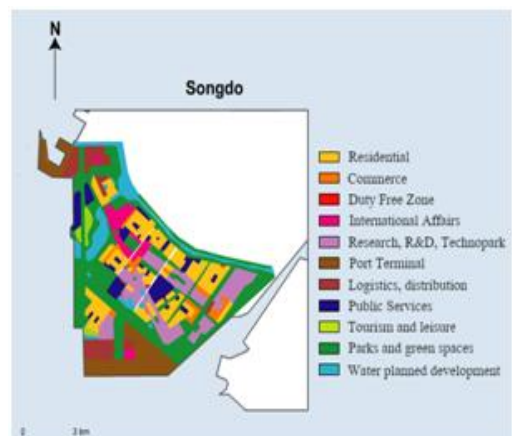 N
Songdo
Residential
Commerce
Duty Free Zone
International Affairs
Research, R&D, Technopark
Port Terminal
Logistics, distribution
Public Services
Tourism and leisure
Parks and green spaces
Water planned development
0 3 km